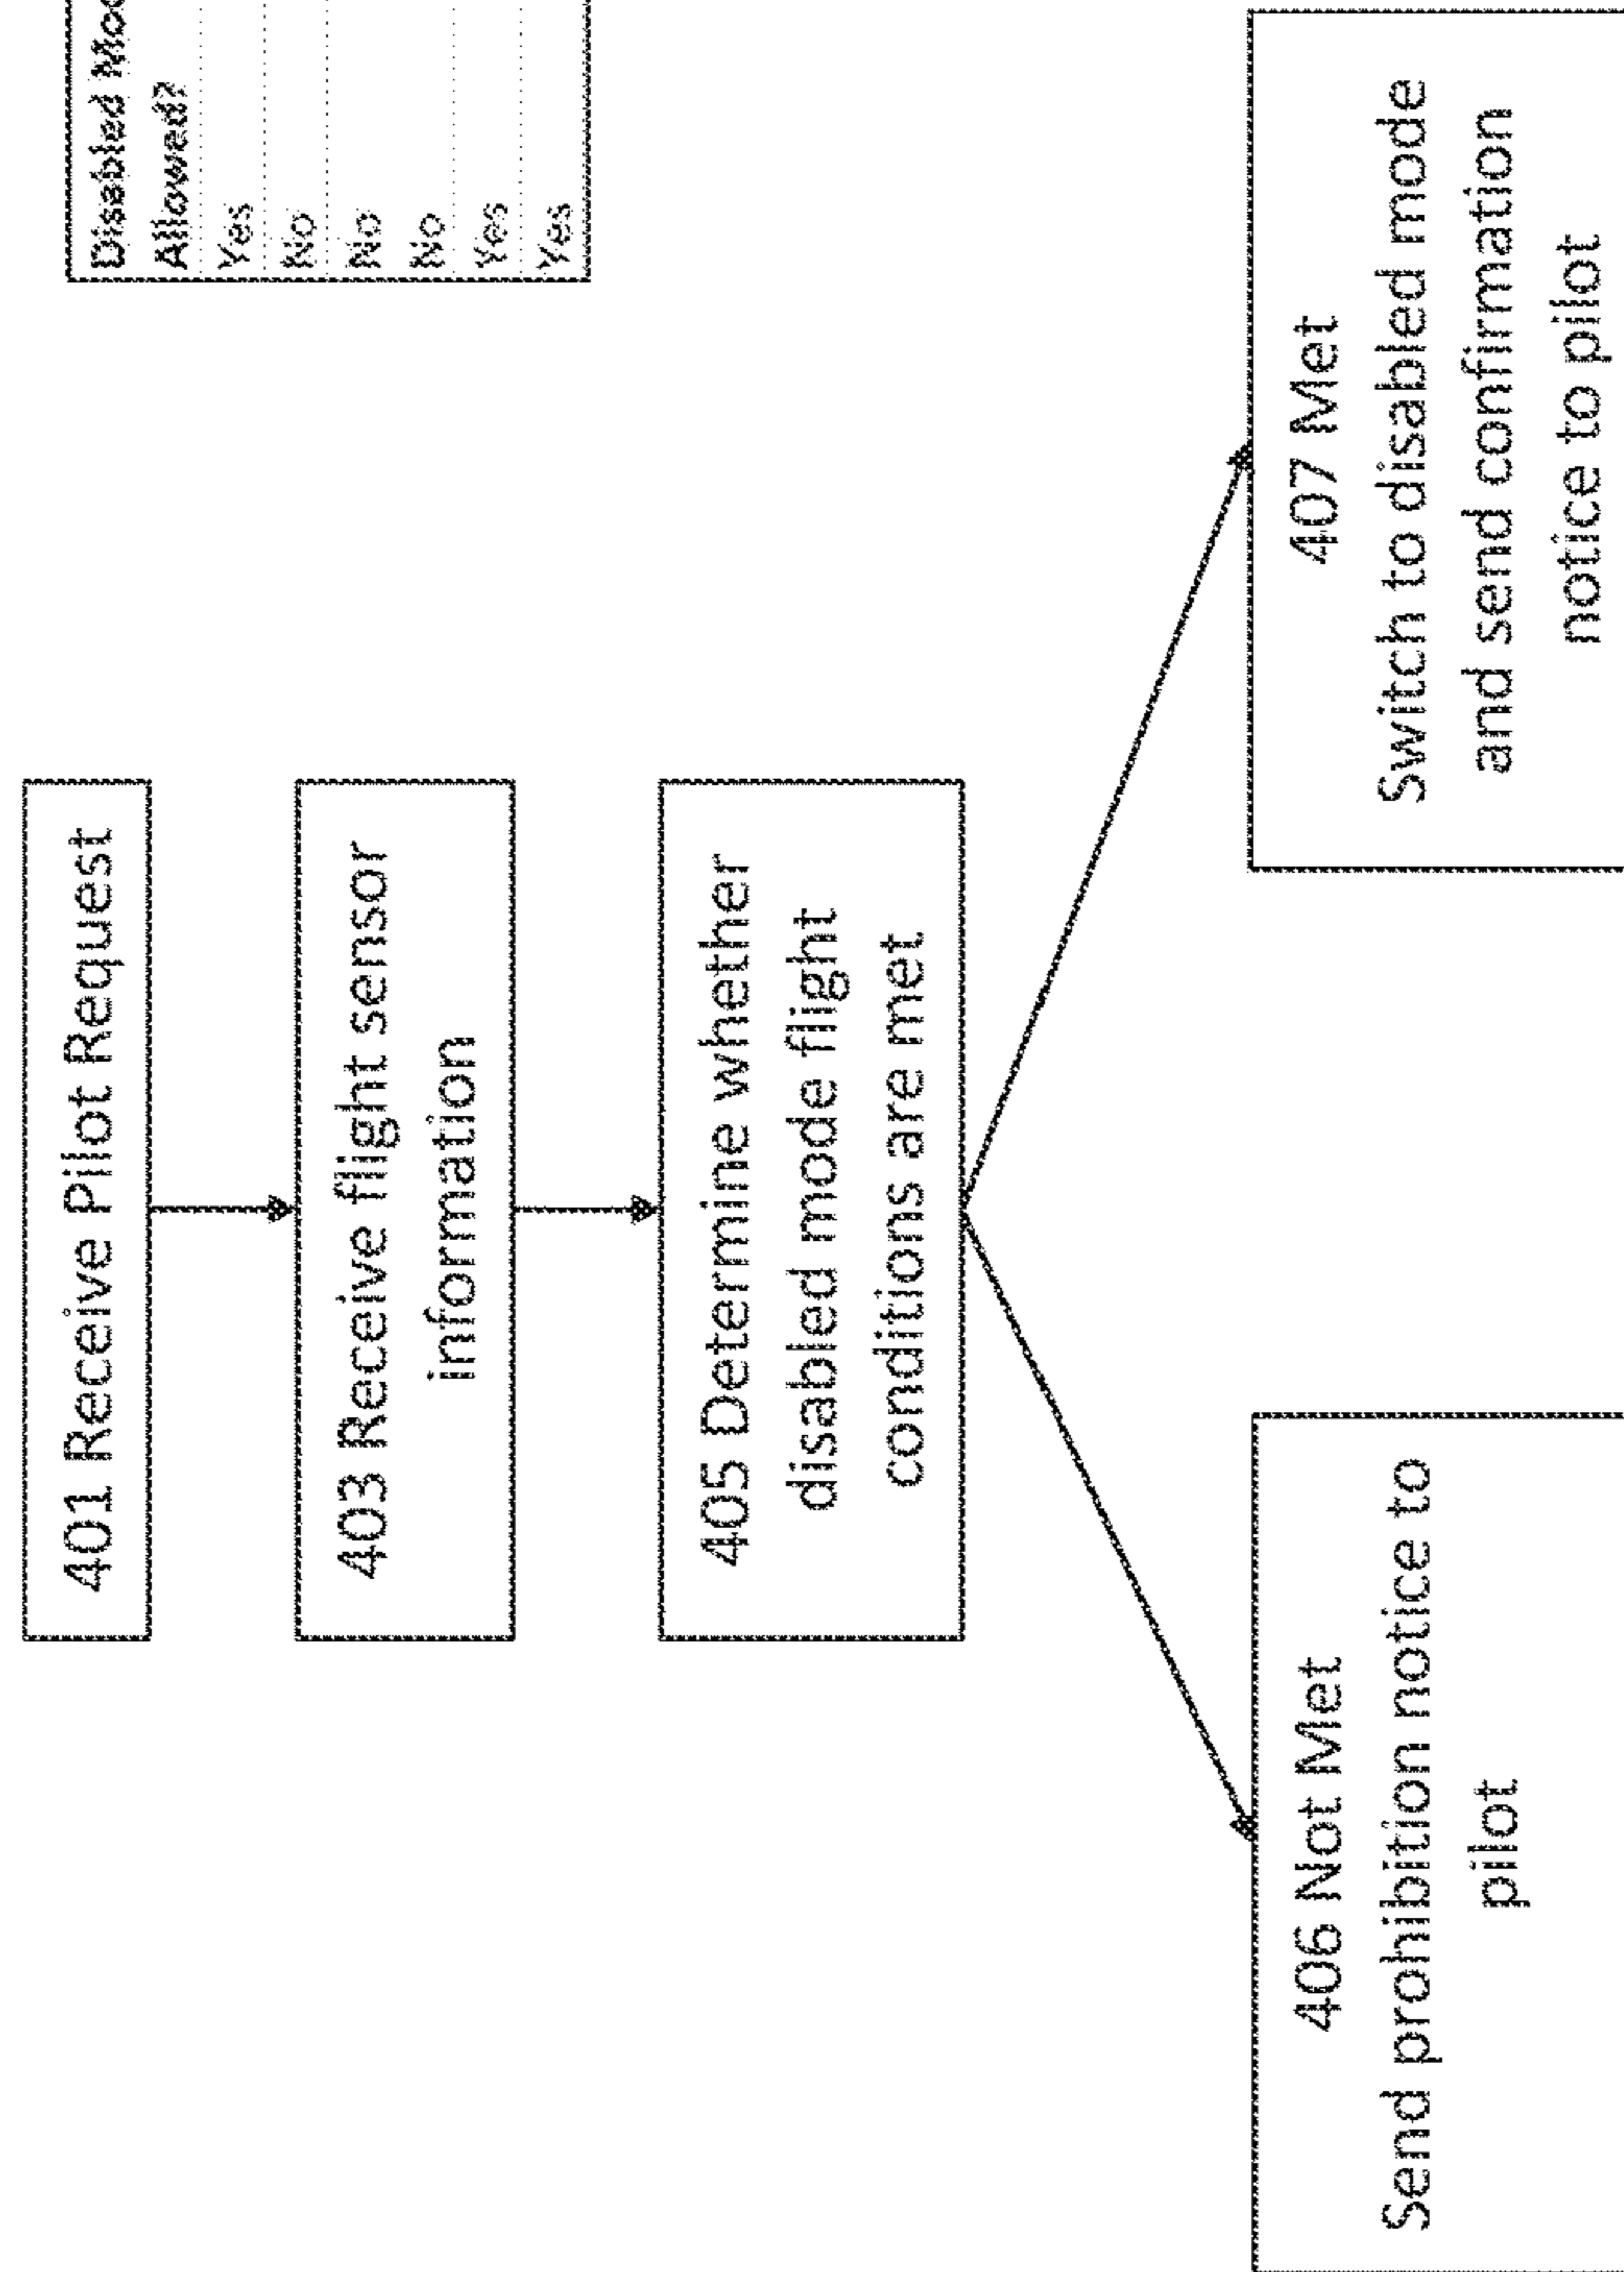 401 Receive Pilot Request
403 Receive flight sensor
information
405 Determine whether
disabled mode flight
conditions are met
406 Not Met
Send prohibition notice to
pilot
407 Met
Switch to disabled mode
and send confirmation
notice to pilot
Disabled
Allowed?
Yes
No
No
No
Yes
Yes